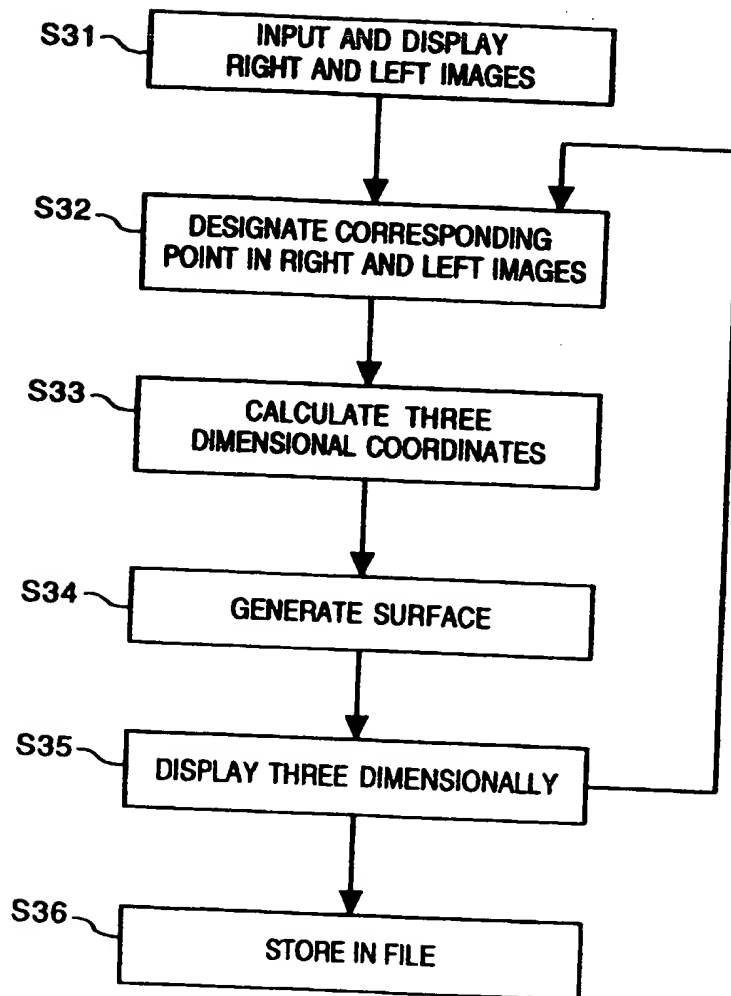 S31
INPUT AND DISPLAY
RIGHT AND LEFT IMAGES
S32
DESIGNATE CORRESPONDING
POINT IN RIGHT AND LEFT IMAGES
S33
CALCULATE THREE
DIMENSIONAL COORDINATES
S34
GENERATE SURFACE
S35
DISPLAY THREE DIMENSIONALLY
S36
STORE IN FILE